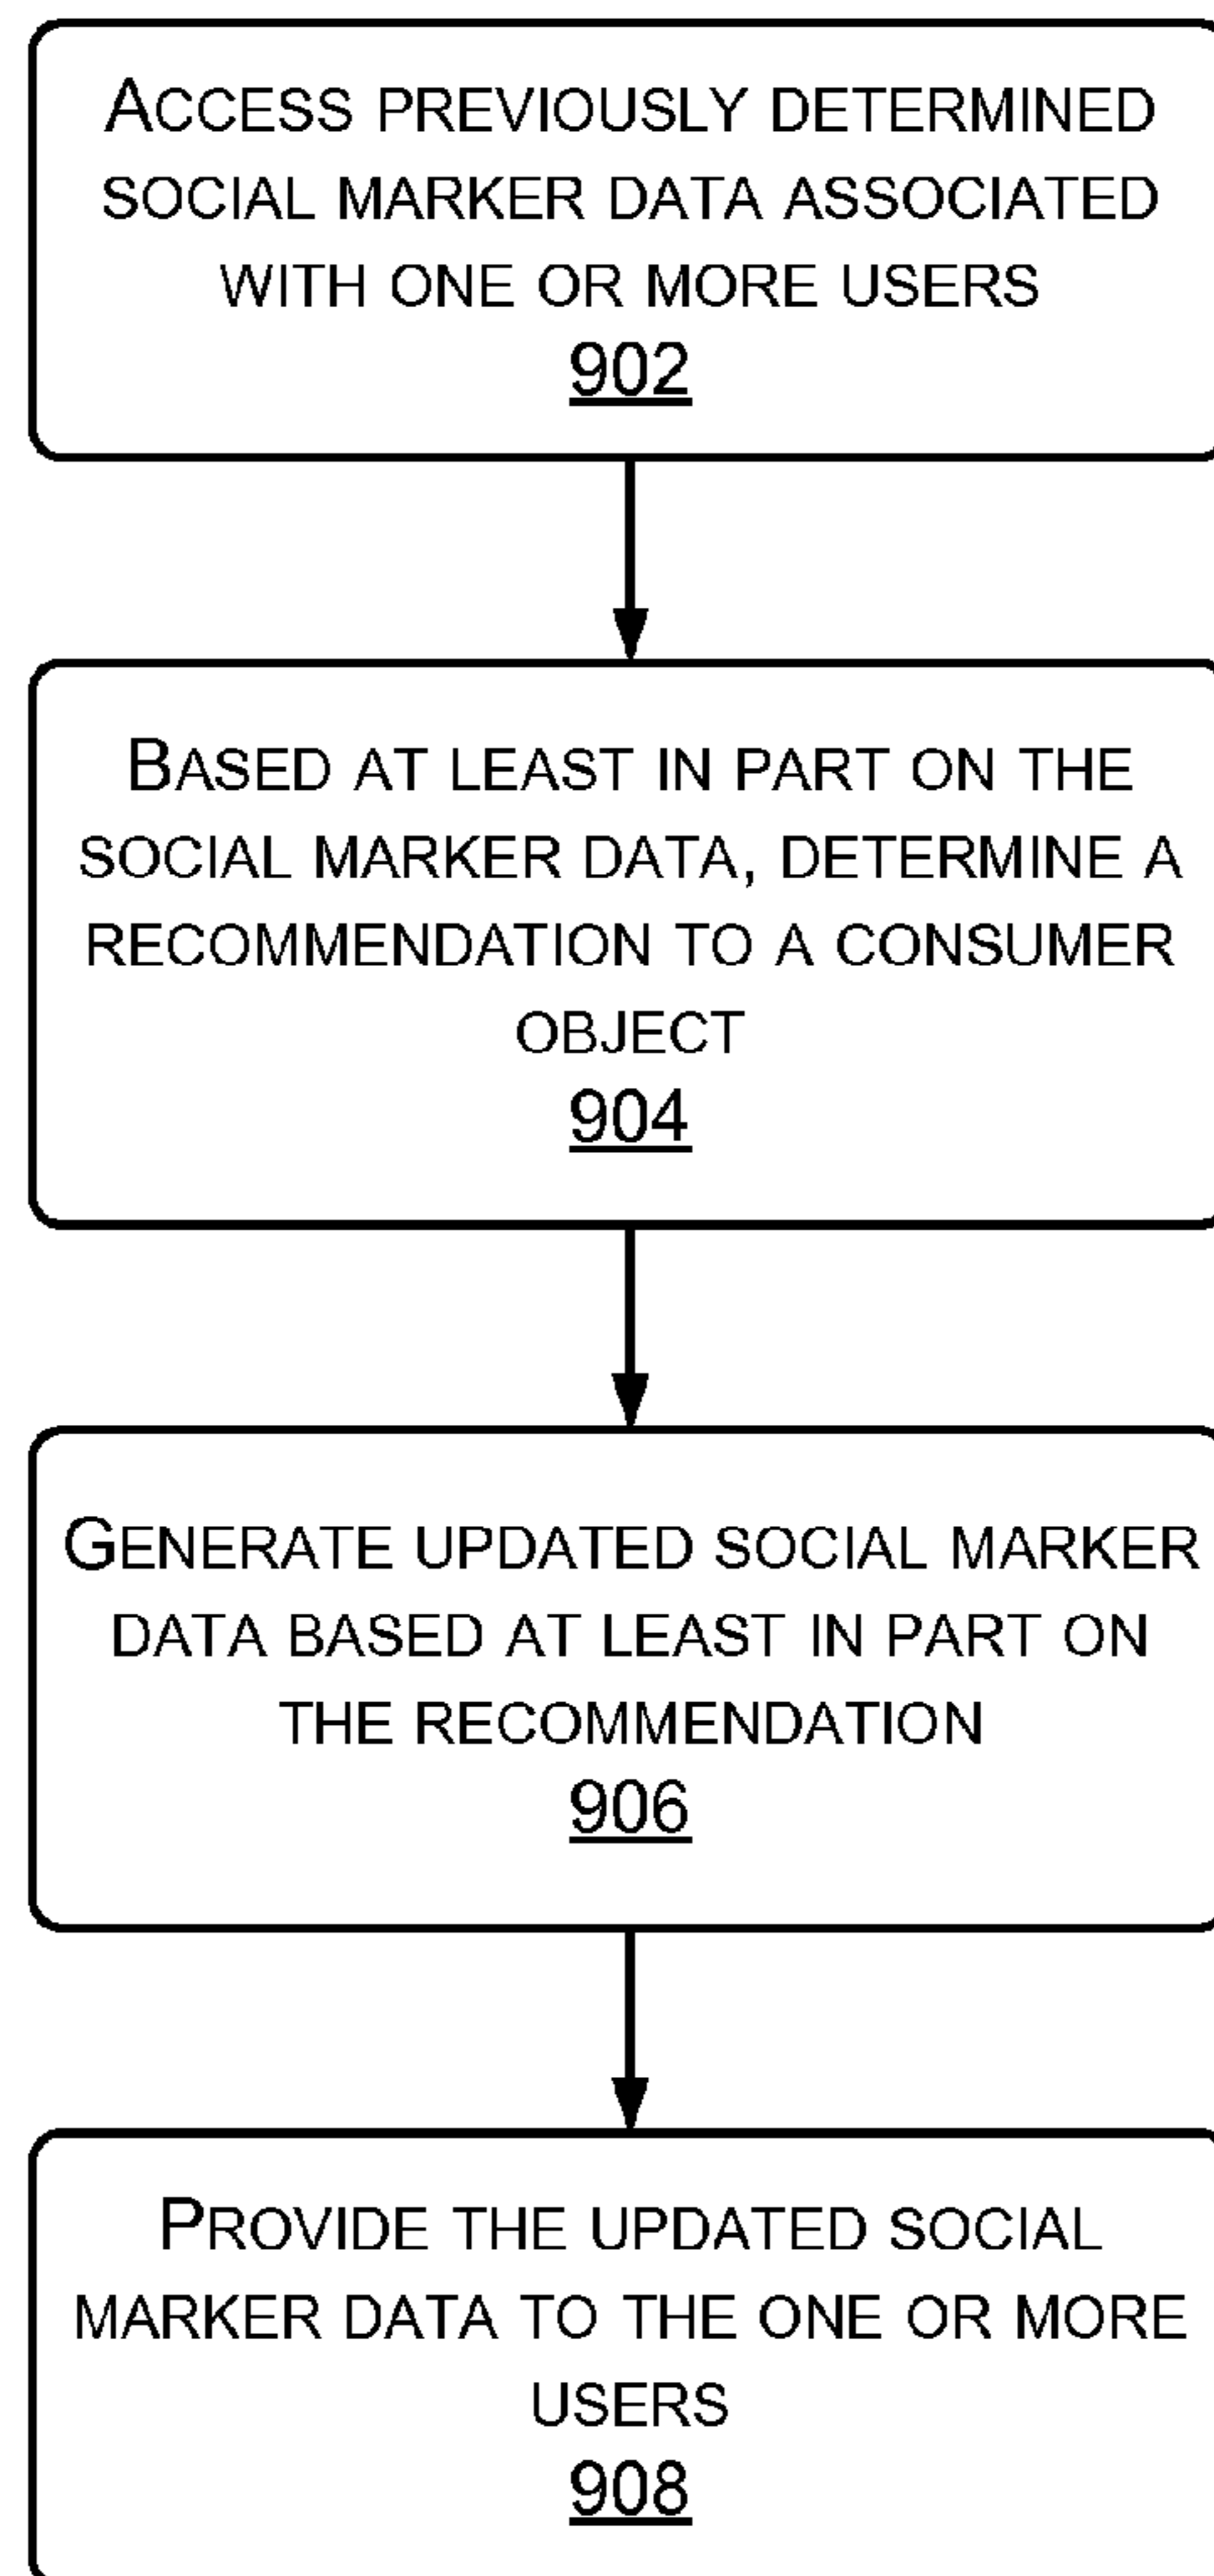 ACCESS PREVIOUSLY DETERMINED
SOCIAL MARKER DATA ASSOCIATED
WITH ONE OR MORE USERS
902
BASED AT LEAST IN PART ON THE
SOCIAL MARKER DATA, DETERMINE A
RECOMMENDATION TO A CONSUMER
OBJECT
904
GENERATE UPDATED SOCIAL MARKER
DATA BASED AT LEAST IN PART ON
THE RECOMMENDATION
906
PROVIDE THE UPDATED SOCIAL
MARKER DATA TO THE ONE OR MORE
USERS
908